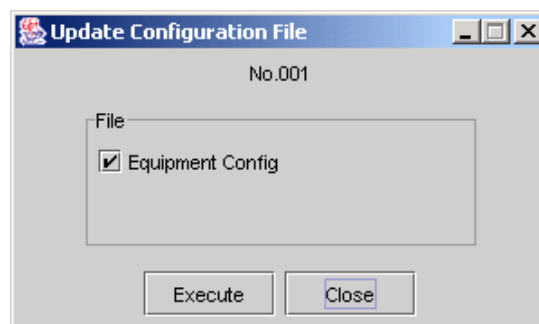 Update Configuration File
No.001
File
Equipment Config
Execute Close